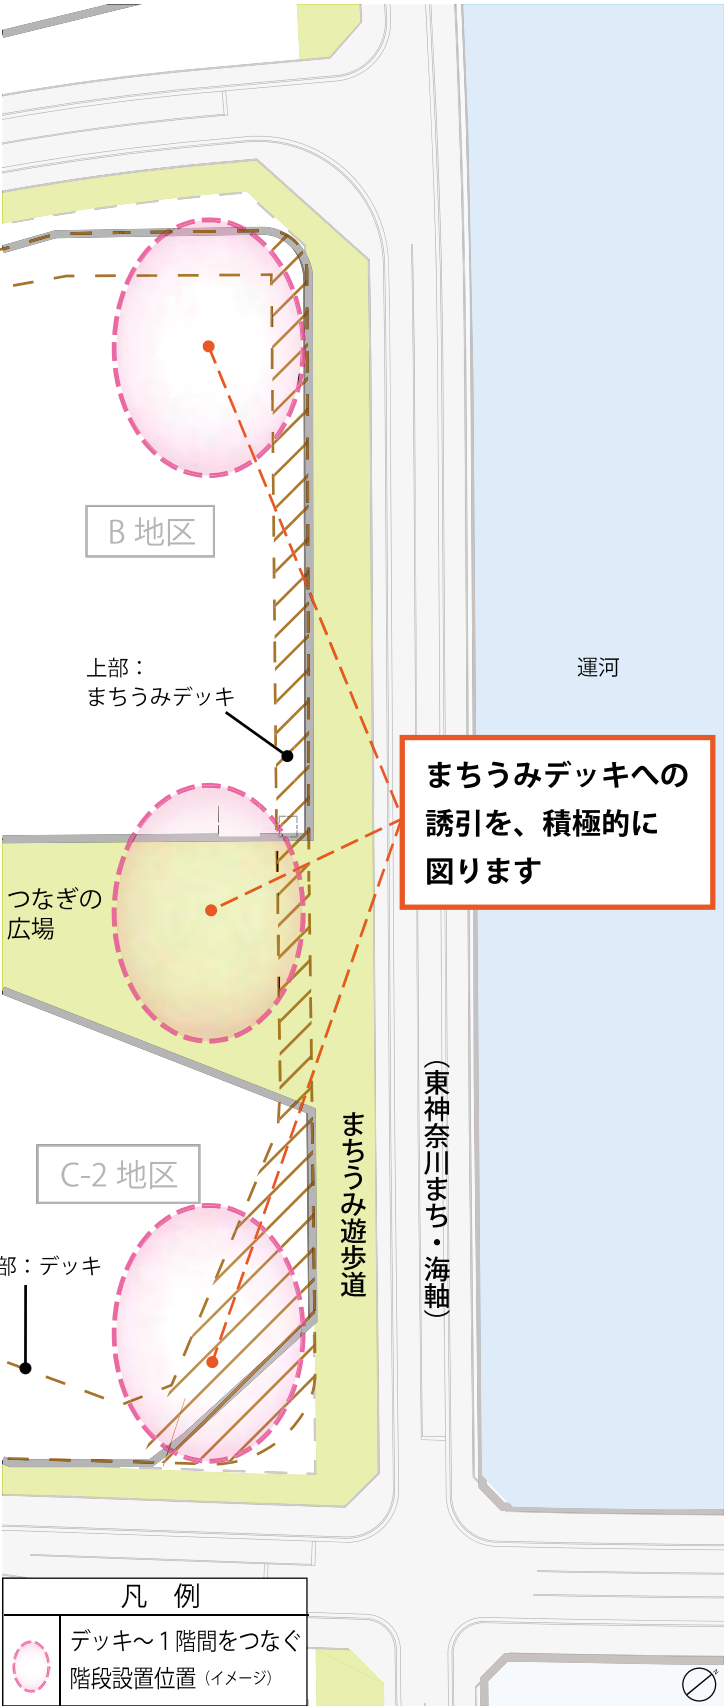 B 地区
上部：
まちうみデッキ
運河
まちうみデッキへの
誘引を、積極的に
図ります
つなぎの
広場
（東神奈川まち・海軸）
まちうみ遊歩道
C-2 地区
部：デッキ
凡 例
デッキ～1 階間をつなぐ
階段設置位置（イメージ）